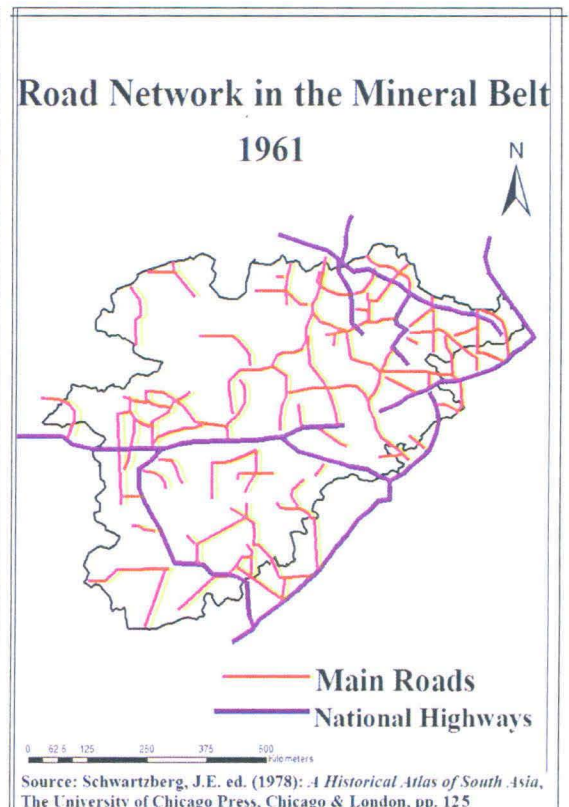 Road Network in the Mineral Belt
1961
N
Main Roads
National Highways
0 62.5 125 250 375 500
Kilometers
Source: Schwartzberg, J.E. ed. (1978): A Historical Atlas of South Asia,
The University of Chicago Press, Chicago & London, pp. 125